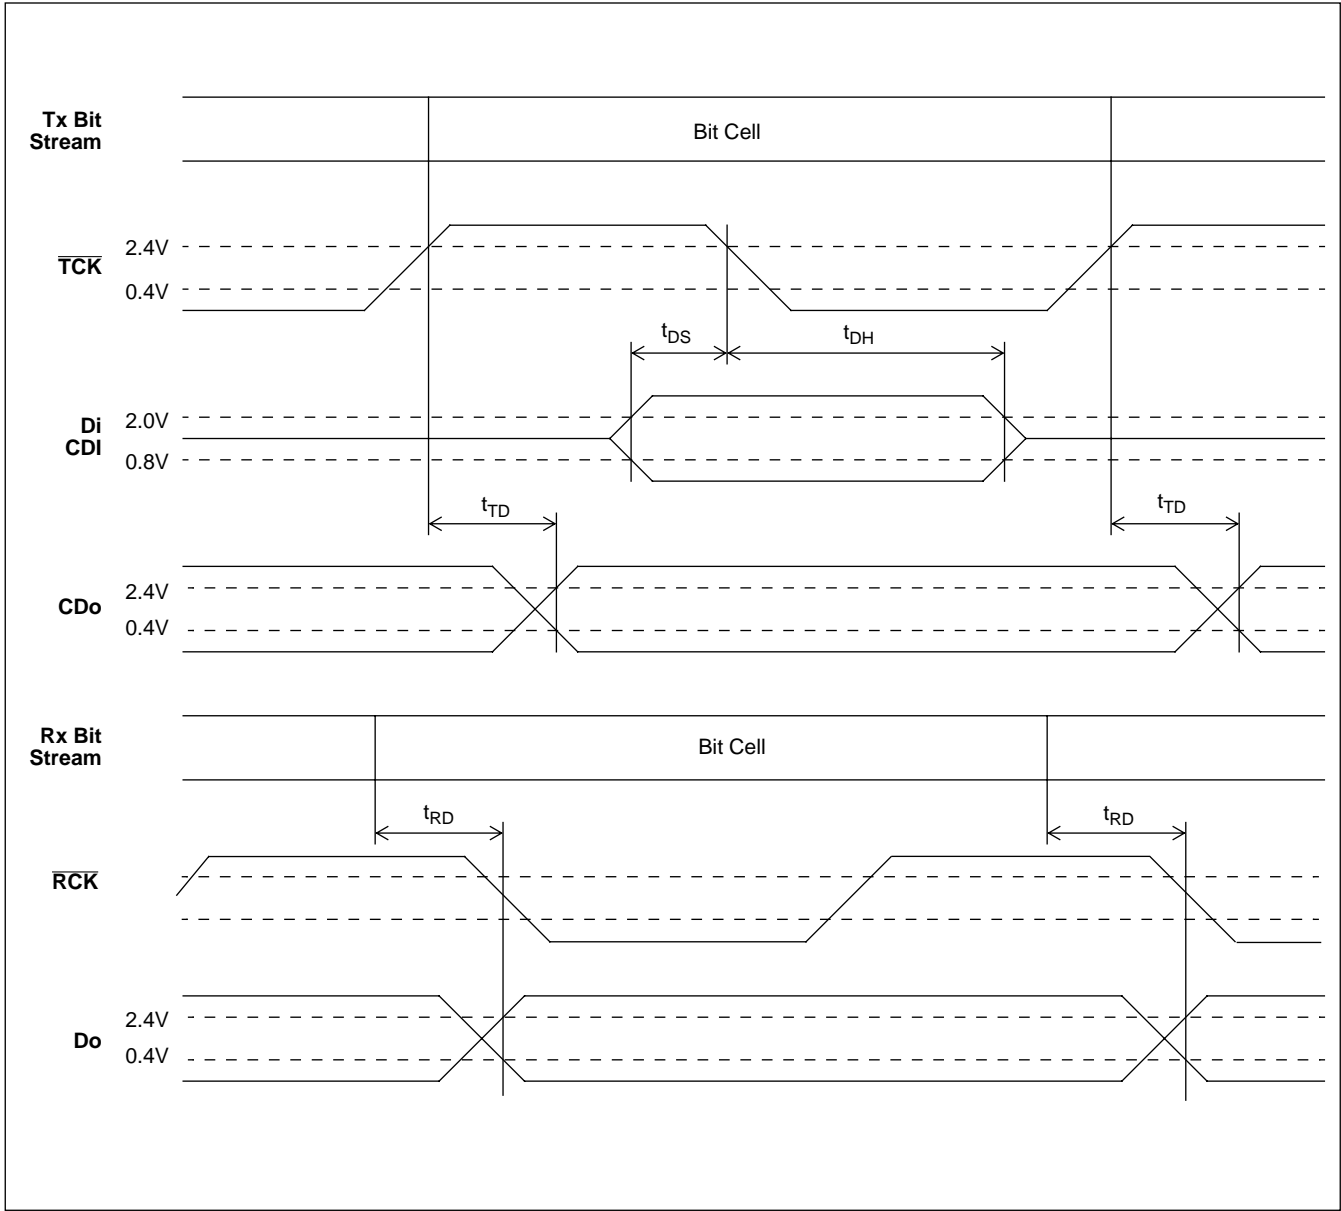 Tx Bit
Stream
Bit Cell
TCK
2.4V
0.4V
tDS
tDH
Di
CDI
2.0V
0.8V
tTD
tTD
CDo
2.4V
0.4V
Rx Bit
Stream
Bit Cell
tRD
tRD
RCK
Do
2.4V
0.4V